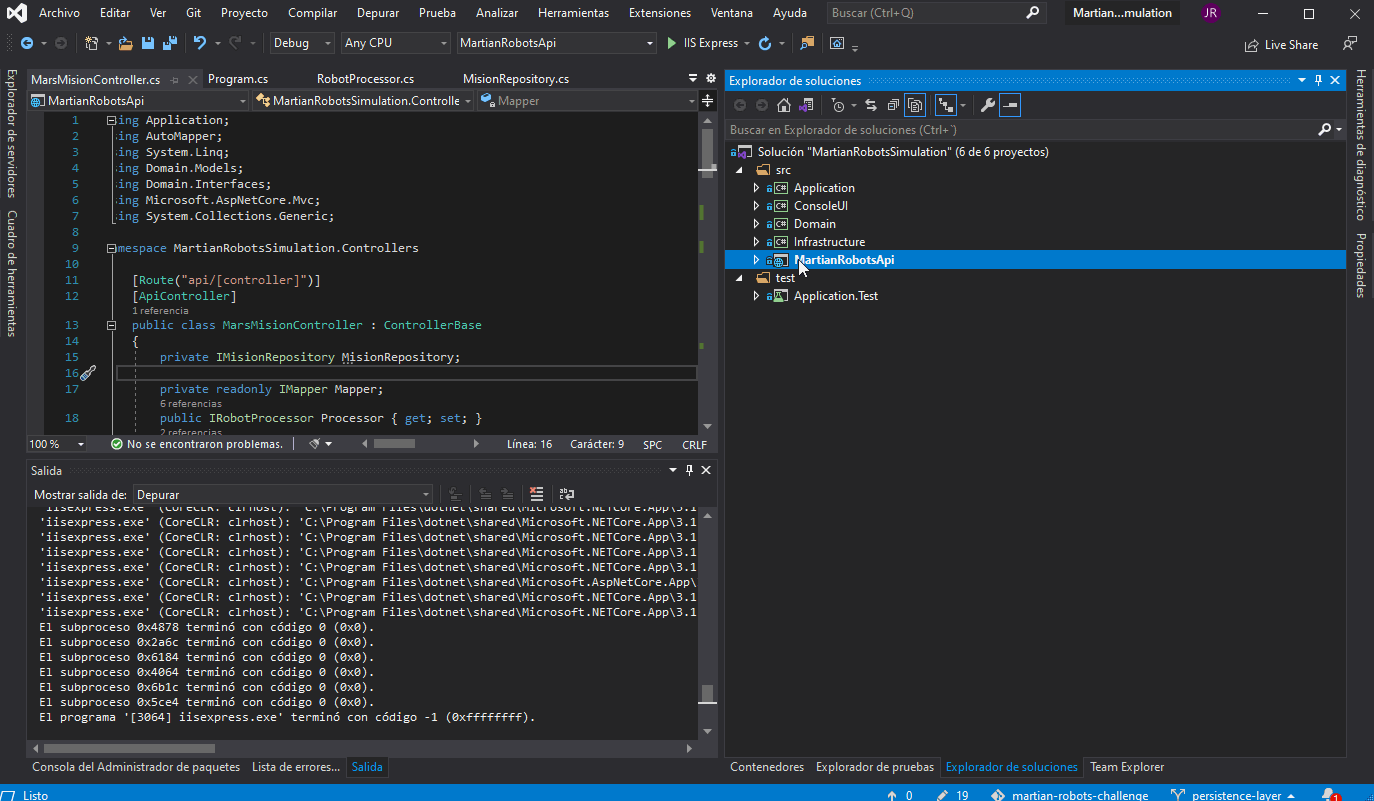 Archivo Editar Ver Git Proyecto Compilar Depurar Prueba Analizar Herramientas Extensiones Ventana Ayuda Buscar (Ctrl+Q) Martian...mulation JR
Debug Any CPU MartianRobotsApi IIS Express Live Share
Explorador de servidores
Cuadro de herramientas
MarsMisionController.cs Program.cs RobotProcessor.cs MisionRepository.cs
MartianRobotsApi MartianRobotsSimulation.Controlle Mapper
1 ing Application;
2 ing AutoMapper;
3 ing System.Linq;
4 ing Domain.Models;
5 ing Domain.Interfaces;
6 ing Microsoft.AspNetCore.Mvc;
7 ing System.Collections.Generic;
8
9 mespace MartianRobotsSimulation.Controllers
10
11 [Route("api/[controller]")]
12 [ApiController]
1 referencia
13 public class MarsMisionController : ControllerBase
14 {
15 private IMisionRepository MisionRepository;
16
17 private readonly IMapper Mapper;
6 referencias
18 public IRobotProcessor Processor { get; set; }
2 referencias
100 % No se encontraron problemas. Línea: 16 Carácter: 9 SPC CRLF
Salida
Mostrar salida de: Depurar
'iisexpress.exe' (CoreCLR: clrhost): 'C:\Program Files\dotnet\shared\Microsoft.NETCore.App\3.1
'iisexpress.exe' (CoreCLR: clrhost): 'C:\Program Files\dotnet\shared\Microsoft.NETCore.App\3.1
'iisexpress.exe' (CoreCLR: clrhost): 'C:\Program Files\dotnet\shared\Microsoft.NETCore.App\3.1
'iisexpress.exe' (CoreCLR: clrhost): 'C:\Program Files\dotnet\shared\Microsoft.NETCore.App\3.1
'iisexpress.exe' (CoreCLR: clrhost): 'C:\Program Files\dotnet\shared\Microsoft.NETCore.App\3.1
'iisexpress.exe' (CoreCLR: clrhost): 'C:\Program Files\dotnet\shared\Microsoft.AspNetCore.App\
'iisexpress.exe' (CoreCLR: clrhost): 'C:\Program Files\dotnet\shared\Microsoft.NETCore.App\3.1
'iisexpress.exe' (CoreCLR: clrhost): 'C:\Program Files\dotnet\shared\Microsoft.NETCore.App\3.1
El subproceso 0x4878 terminó con código 0 (0x0).
El subproceso 0x2a6c terminó con código 0 (0x0).
El subproceso 0x6184 terminó con código 0 (0x0).
El subproceso 0x4064 terminó con código 0 (0x0).
El subproceso 0x6b1c terminó con código 0 (0x0).
El subproceso 0x5ce4 terminó con código 0 (0x0).
El programa '[3064] iisexpress.exe' terminó con código -1 (0xffffffff).
Consola del Administrador de paquetes Lista de errores... Salida
Explorador de soluciones
Buscar en Explorador de soluciones (Ctrl+`)
Solución "MartianRobotsSimulation" (6 de 6 proyectos)
src
C# Application
C# ConsoleUI
C# Domain
C# Infrastructure
MartianRobotsApi
test
Application.Test
Contenedores Explorador de pruebas Explorador de soluciones Team Explorer
Herramientas de diagnóstico
Propiedades
Listo 0 19 martian-robots-challenge persistence-layer 1